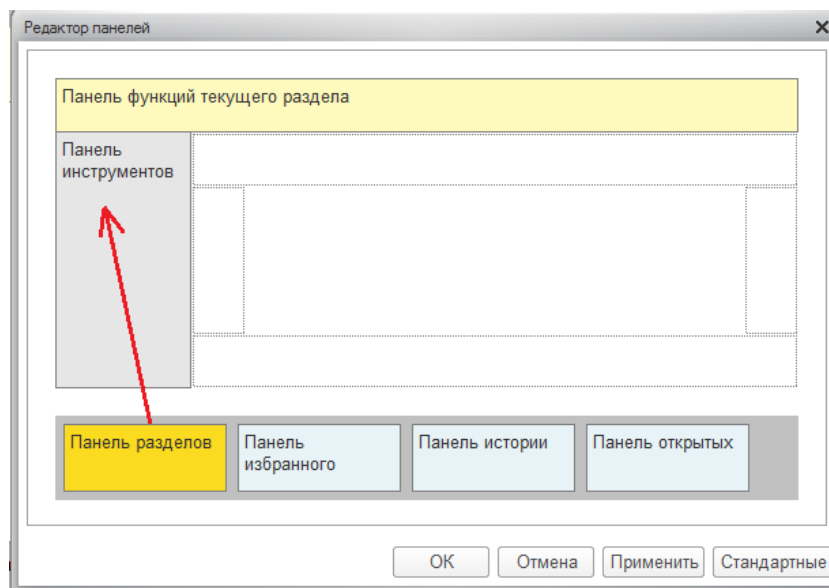 Редактор панелей
Панель функций текущего раздела
Панель
инструментов
Панель разделов
Панель
избранного
Панель истории
Панель открытых
ОК
Отмена
Применить
Стандартные